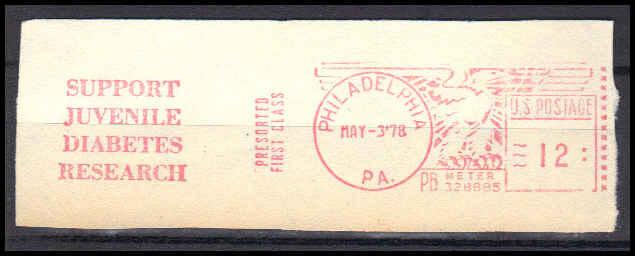 SUPPORT
JUVENILE
DIABETES
RESEARCH
PRESORTED
FIRST CLASS
PHILADELPHIA
MAY-3'78
PA.
U.S. POSTAGE
12
PB METER
328885